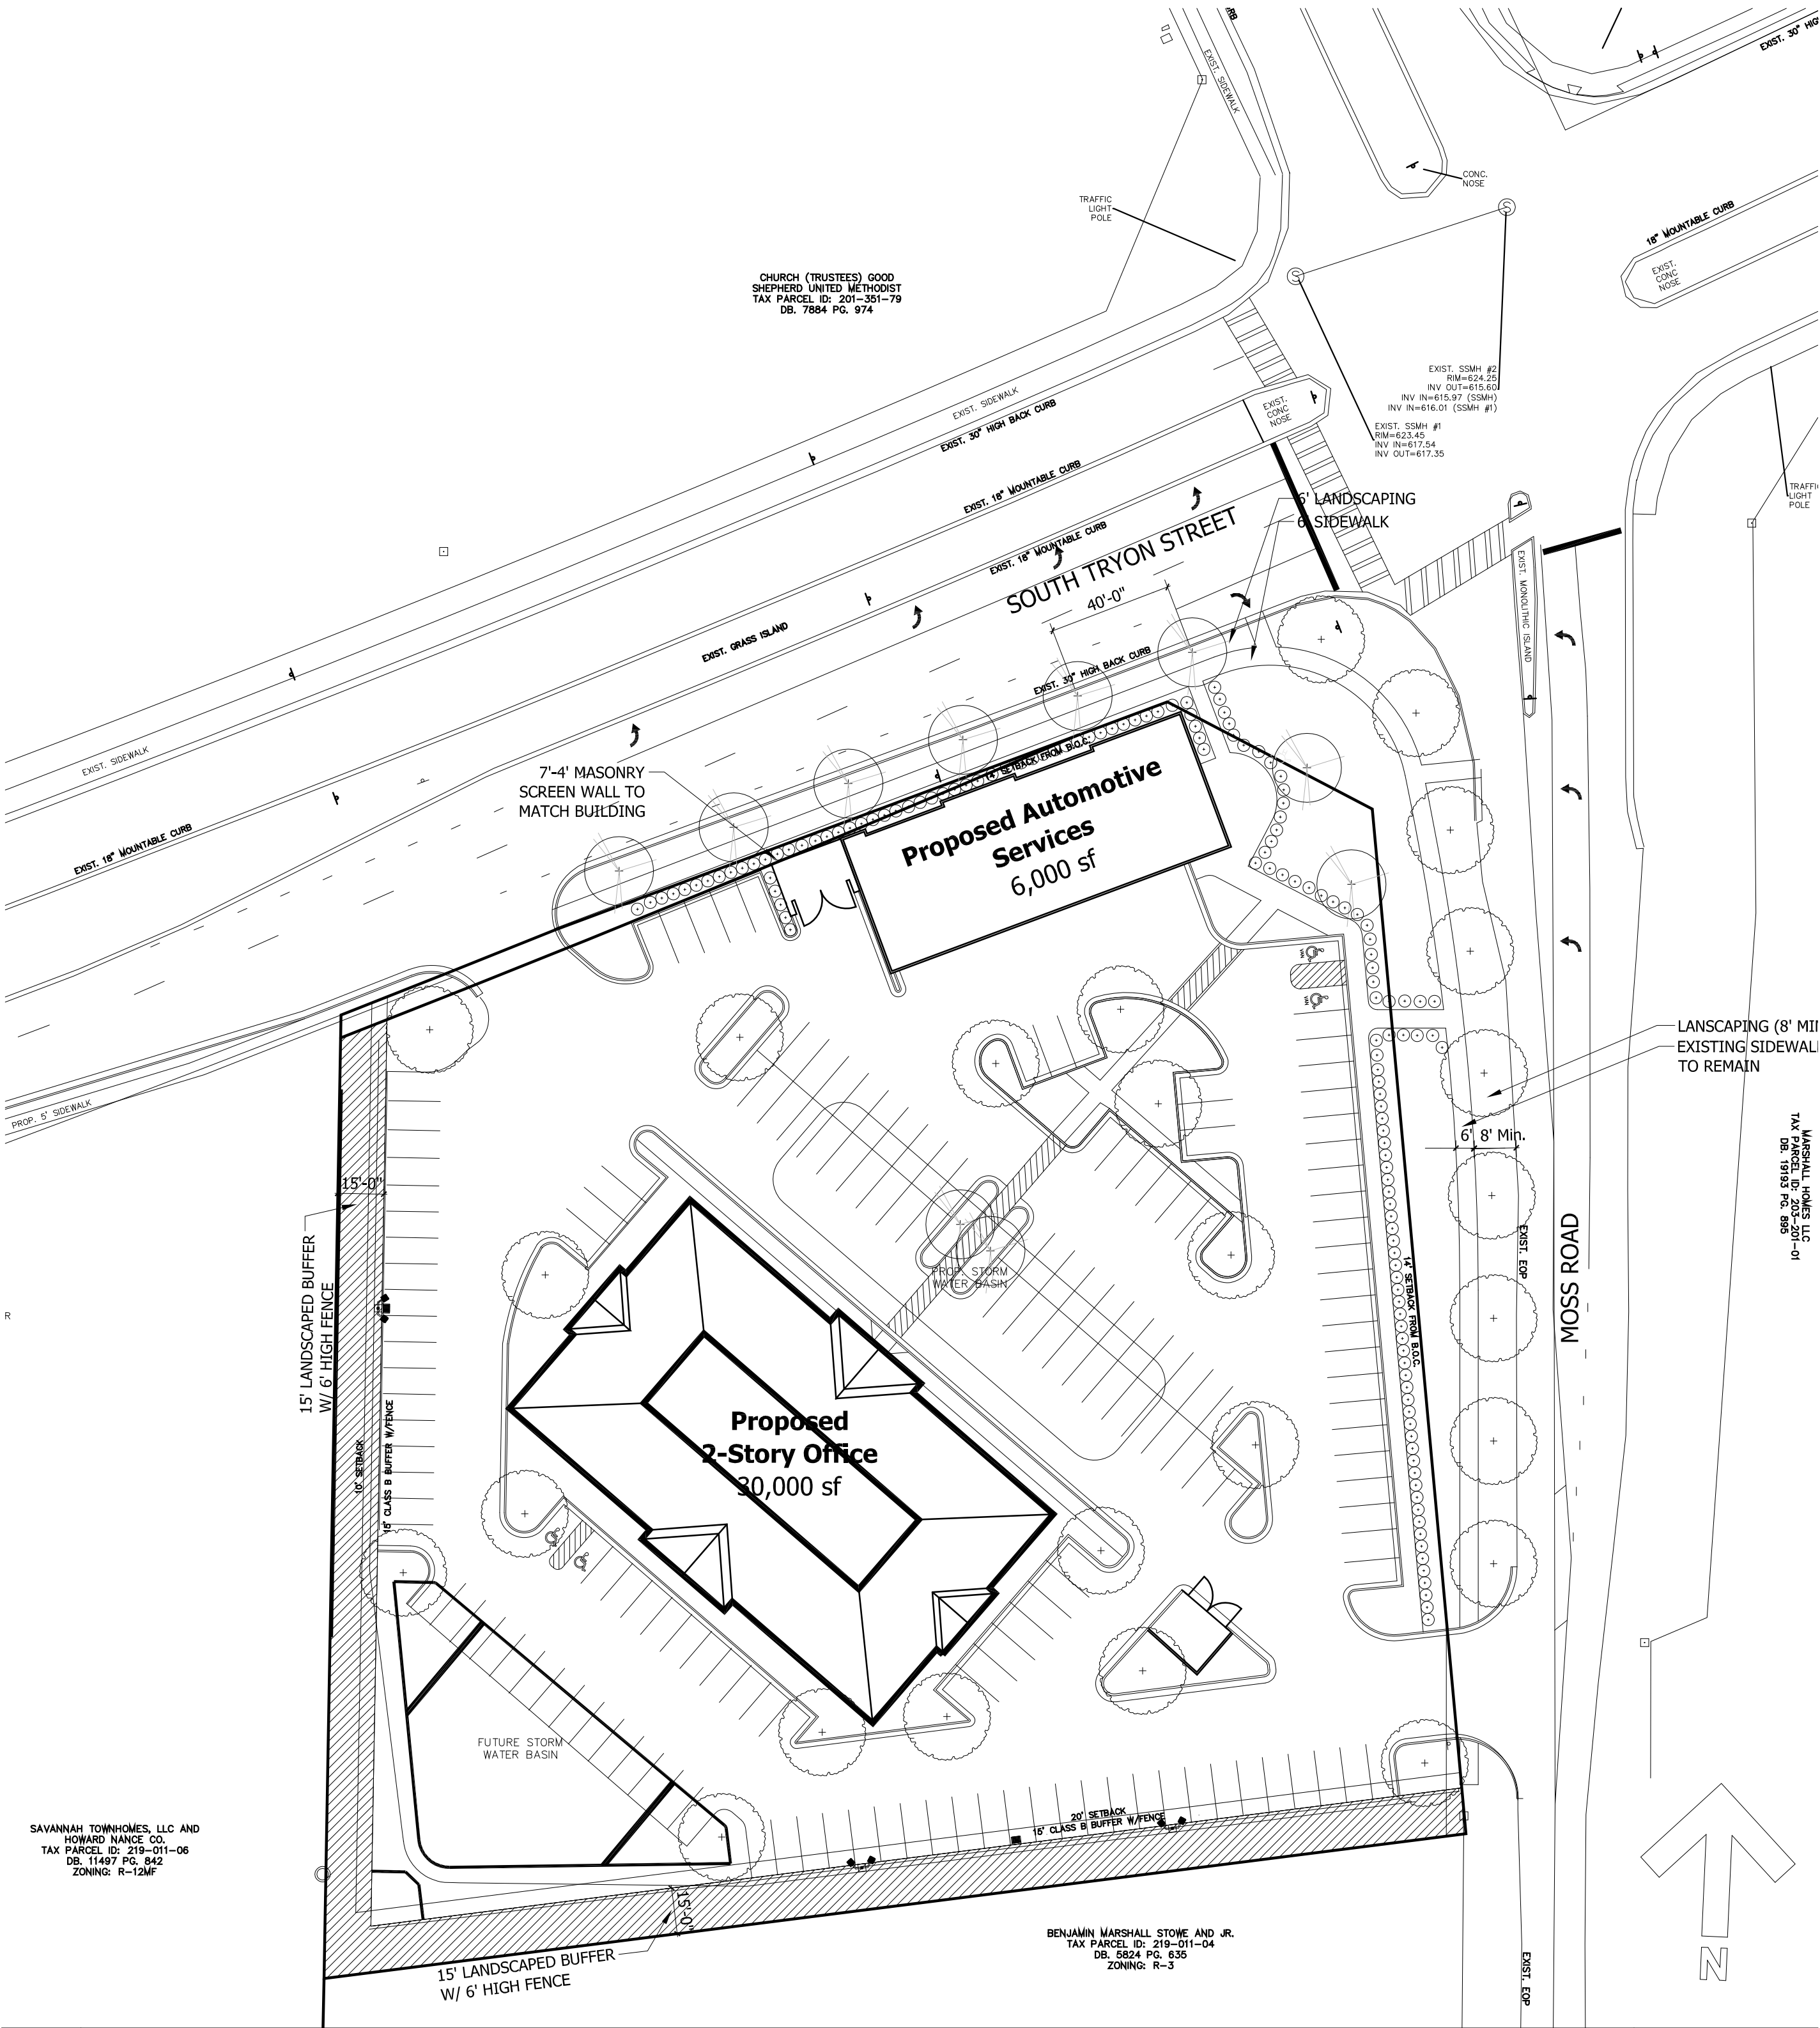 RB
EXIST. SIDEWALK
EXIST. 30" HIG
CONC.
NOSE
TRAFFIC
LIGHT
POLE
18" MOUNTABLE CURB
EXIST.
CONC
NOSE
CHURCH (TRUSTEES) GOOD
SHEPHERD UNITED METHODIST
TAX PARCEL ID: 201-351-79
DB. 7884 PG. 974
EXIST. SSMH #2
RIM=624.25
INV OUT=615.60
INV IN=615.97 (SSMH)
INV IN=616.01 (SSMH #1)
EXIST. SSMH #1
RIM=623.45
INV IN=617.54
INV OUT=617.35
EXIST.
CONC
NOSE
EXIST. SIDEWALK
EXIST. 30" HIGH BACK CURB
EXIST. 18" MOUNTABLE CURB
6' LANDSCAPING
6' SIDEWALK
TRAFFI
LIGHT
POLE
EXIST. 18" MOUNTABLE CURB
SOUTH TRYON STREET
40'-0"
EXIST. MONOLITHIC ISLAND
EXIST. GRASS ISLAND
EXIST. 30" HIGH BACK CURB
EXIST. SIDEWALK
EXIST. 18" MOUNTABLE CURB
7'-4' MASONRY
SCREEN WALL TO
MATCH BUILDING
14' SETBACK FROM B.O.C.
Proposed Automotive
Services
6,000 sf
VAN
VAN
LANSCAPING (8' MI
EXISTING SIDEWAL
TO REMAIN
PROP. 5' SIDEWALK
6' 8' Min.
MARSHALL HOMES LLC
TAX PARCEL ID: 203-201-01
DB. 19193 PG. 895
15'-0"
15' LANDSCAPED BUFFER
W/ 6' HIGH FENCE
PROP. STORM
WATER BASIN
EXIST. EOP
MOSS ROAD
14' SETBACK FROM B.O.C.
R
10' SETBACK
15' CLASS B BUFFER W/FENCE
Proposed
2-Story Office
30,000 sf
FUTURE STORM
WATER BASIN
20' SETBACK
15' CLASS B BUFFER W/FENCE
SAVANNAH TOWNHOMES, LLC AND
HOWARD NANCE CO.
TAX PARCEL ID: 219-011-06
DB. 11497 PG. 842
ZONING: R-12MF
15'-0"
15' LANDSCAPED BUFFER
W/ 6' HIGH FENCE
BENJAMIN MARSHALL STOWE AND JR.
TAX PARCEL ID: 219-011-04
DB. 5824 PG. 635
ZONING: R-3
EXIST. EOP
N